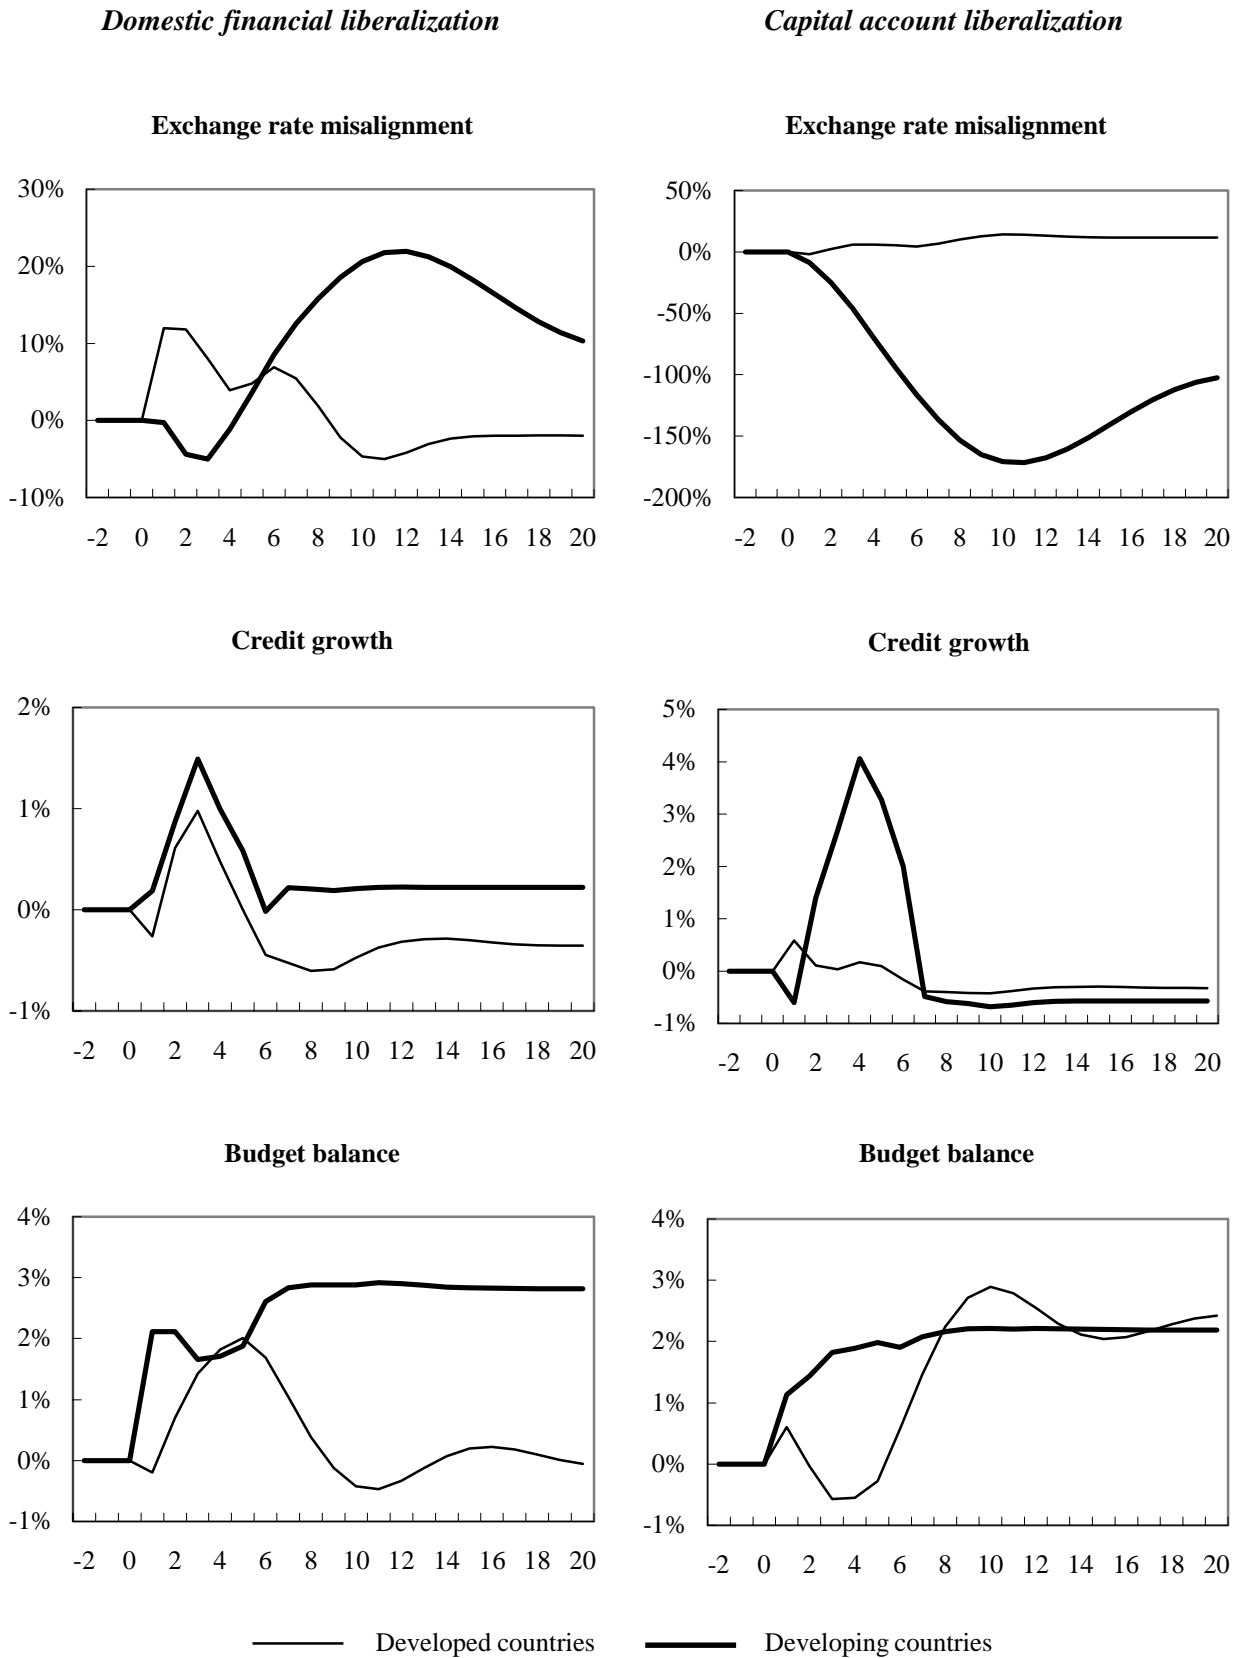 Domestic financial liberalization
Capital account liberalization
Exchange rate misalignment
30%
20%
10%
0%
-10%
-2 0 2 4 6 8 10 12 14 16 18 20
Exchange rate misalignment
50%
0%
-50%
-100%
-150%
-200%
-2 0 2 4 6 8 10 12 14 16 18 20
Credit growth
2%
1%
0%
-1%
-2 0 2 4 6 8 10 12 14 16 18 20
Credit growth
5%
4%
3%
2%
1%
0%
-1%
-2 0 2 4 6 8 10 12 14 16 18 20
Budget balance
4%
3%
2%
1%
0%
-1%
-2 0 2 4 6 8 10 12 14 16 18 20
Budget balance
4%
3%
2%
1%
0%
-1%
-2 0 2 4 6 8 10 12 14 16 18 20
Developed countries
Developing countries